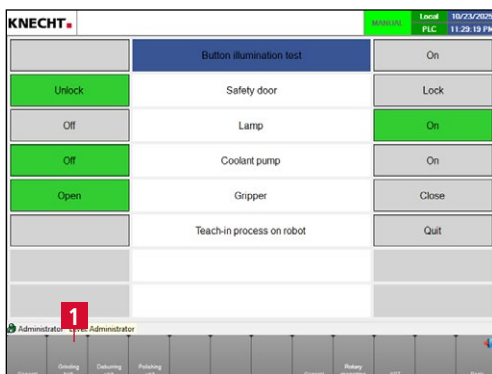 KNECHT
MANUAL
Local
10/23/2025
PLC
11:29:19 PM
Button illumination test
On
Unlock
Safety door
Lock
Off
Lamp
On
Off
Coolant pump
On
Open
Gripper
Close
Teach-in process on robot
Quit
1
Administrator
Administrator
Grinding
Deburring
Polishing
Rotary